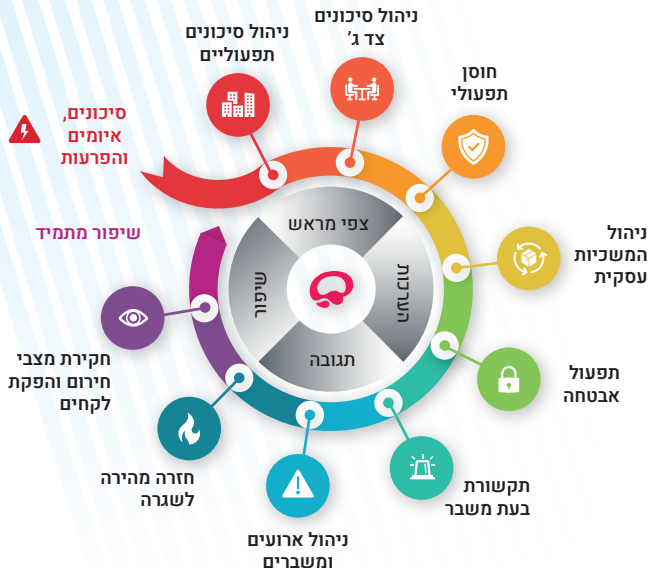 סיכונים,
איומים
והפרעות
ניהול סיכונים
תפעוליים
ניהול סיכונים
צד ג'
חוסן
תפעולי
ניהול
המשכיות
עסקית
תפעול
אבטחה
תקשורת
בעת משבר
ניהול ארועים
ומשברים
חזרה מהירה
לשגרה
חקירת מצבי
חירום והפקת
לקחים
שיפור מתמיד
צפי מראש
הערכות
תגובה
שיפור